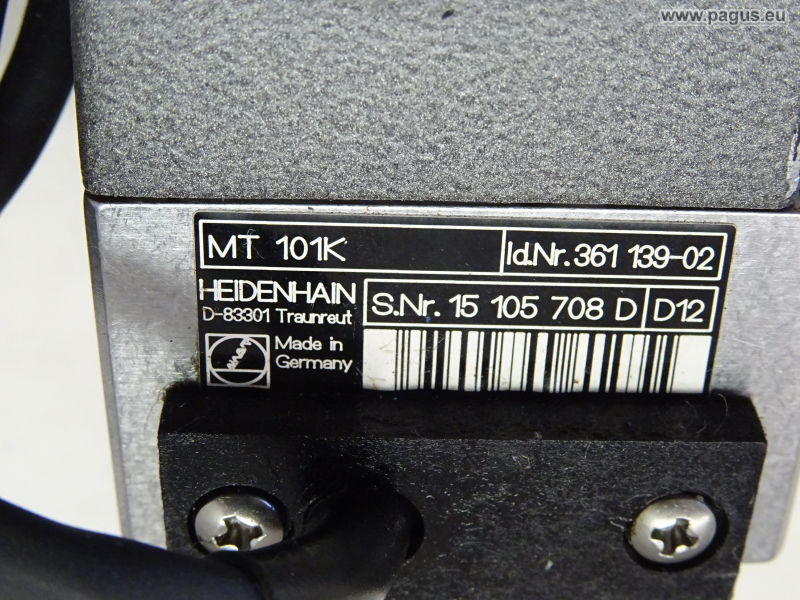 www.pagus.eu
MT 101K Id.Nr. 361 139-02
HEIDENHAIN
D-83301 Traunreut
S.Nr. 15 105 708 D D12
Made in
Germany